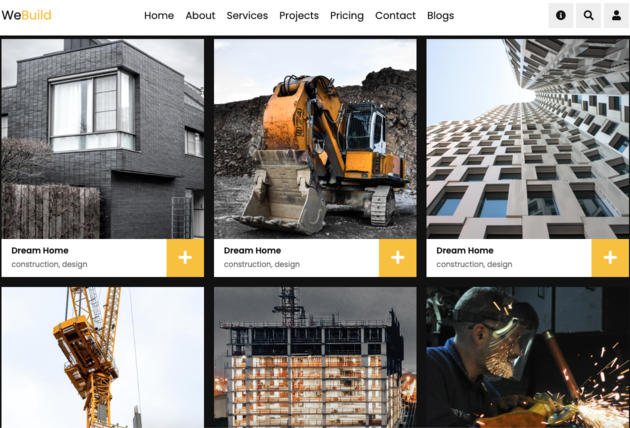 WeBuild
Home About Services Projects Pricing Contact Blogs
Dream Home
construction, design
Dream Home
construction, design
Dream Home
construction, design